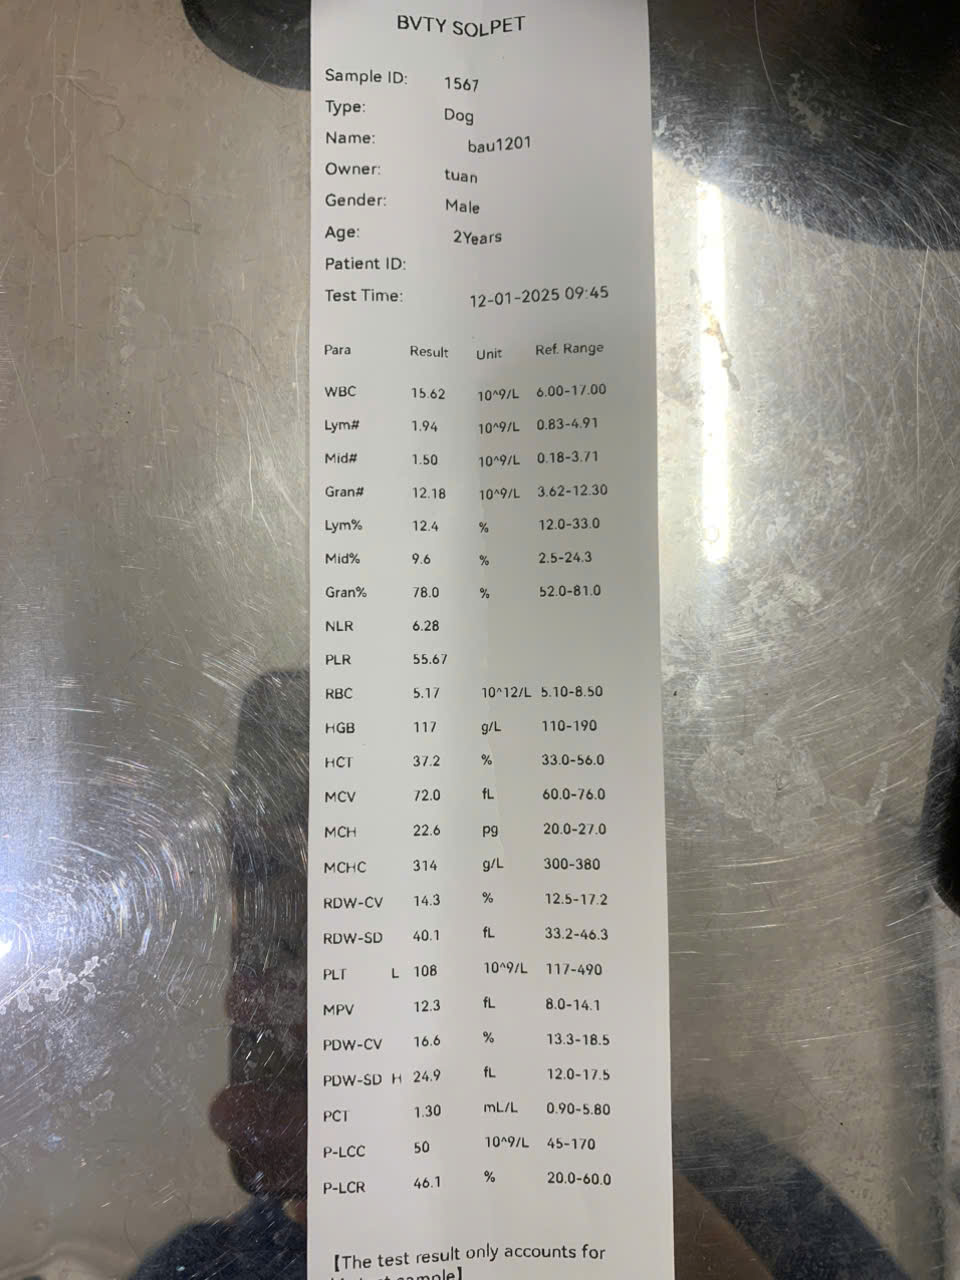 BVTY SOLPET
Sample ID: 1567
Type: Dog
Name: bau1201
Owner: tuan
Gender: Male
Age: 2Years
Patient ID:
Test Time: 12-01-2025 09:45
Para Result Unit Ref. Range
WBC 15.62 10^9/L 6.00-17.00
Lym# 1.94 10^9/L 0.83-4.91
Mid# 1.50 10^9/L 0.18-3.71
Gran# 12.18 10^9/L 3.62-12.30
Lym% 12.4 % 12.0-33.0
Mid% 9.6 % 2.5-24.3
Gran% 78.0 % 52.0-81.0
NLR 6.28
PLR 55.67
RBC 5.17 10^12/L 5.10-8.50
HGB 117 g/L 110-190
HCT 37.2 % 33.0-56.0
MCV 72.0 fL 60.0-76.0
MCH 22.6 pg 20.0-27.0
MCHC 314 g/L 300-380
RDW-CV 14.3 % 12.5-17.2
RDW-SD 40.1 fL 33.2-46.3
PLT L 108 10^9/L 117-490
MPV 12.3 fL 8.0-14.1
PDW-CV 16.6 % 13.3-18.5
PDW-SD H 24.9 fL 12.0-17.5
PCT 1.30 mL/L 0.90-5.80
P-LCC 50 10^9/L 45-170
P-LCR 46.1 % 20.0-60.0
【The test result only accounts for
sample】